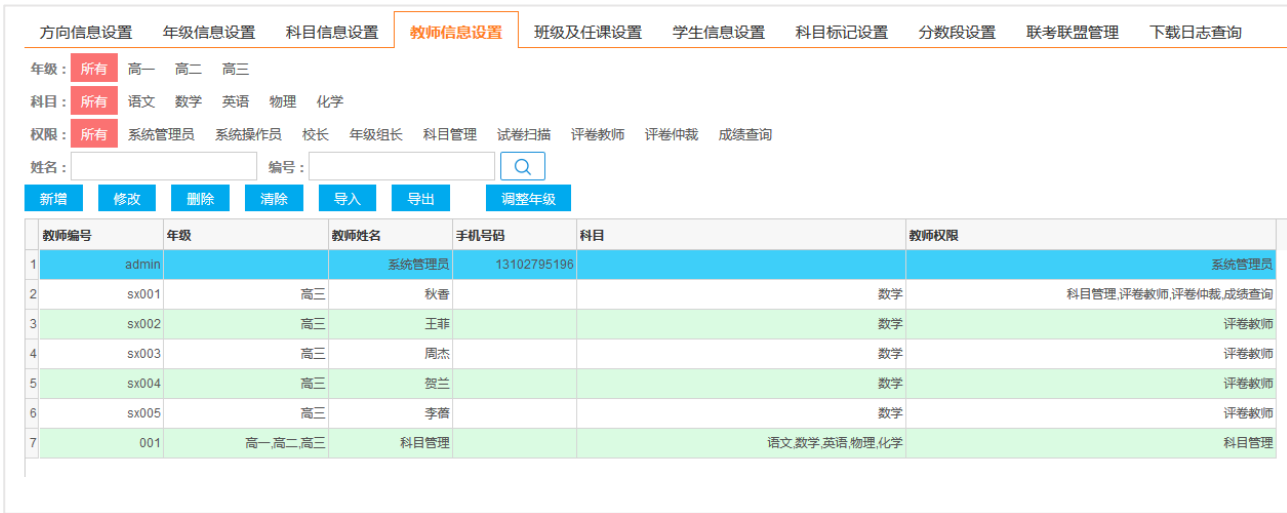 方向信息设置 年级信息设置 科目信息设置 教师信息设置 班级及任课设置 学生信息设置 科目标记设置 分数段设置 联考联盟管理 下载日志查询
年级： 所有 高一 高二 高三
科目： 所有 语文 数学 英语 物理 化学
权限： 所有 系统管理员 系统操作员 校长 年级组长 科目管理 试卷扫描 评卷教师 评卷仲裁 成绩查询
姓名： 编号：
新增 修改 删除 清除 导入 导出 调整年级
教师编号 年级 教师姓名 手机号码 科目 教师权限
1 admin 系统管理员 13102795196 系统管理员
2 sx001 高三 秋香 数学 科目管理,评卷教师,评卷仲裁,成绩查询
3 sx002 高三 王菲 数学 评卷教师
4 sx003 高三 周杰 数学 评卷教师
5 sx004 高三 贺兰 数学 评卷教师
6 sx005 高三 李蓓 数学 评卷教师
7 001 高一,高二,高三 科目管理 语文,数学,英语,物理,化学 科目管理